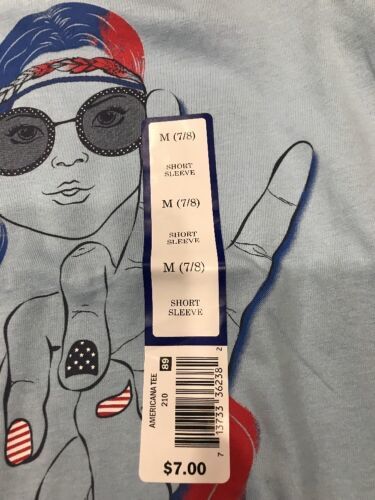 M (7/8)
SHORT
SLEEVE
M (7/8)
SHORT
SLEEVE
M (7/8)
SHORT
SLEEVE
AMERICANA TEE
210
89
7 13733 36238 2
$7.00